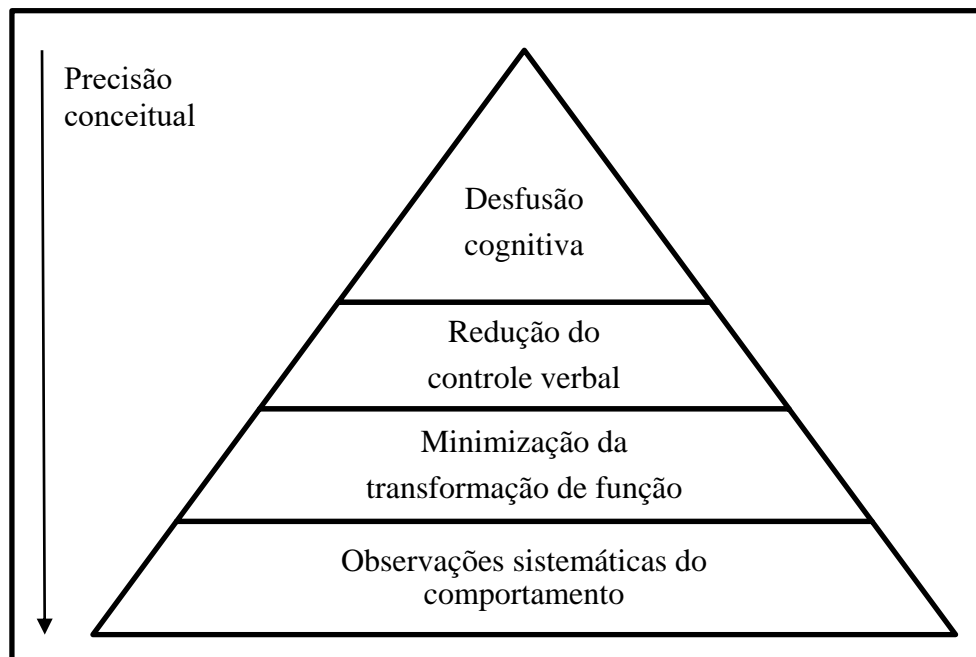 Precisão
conceitual
Desfusão
cognitiva
Redução do
controle verbal
Minimização da
transformação de função
Observações sistemáticas do
comportamento